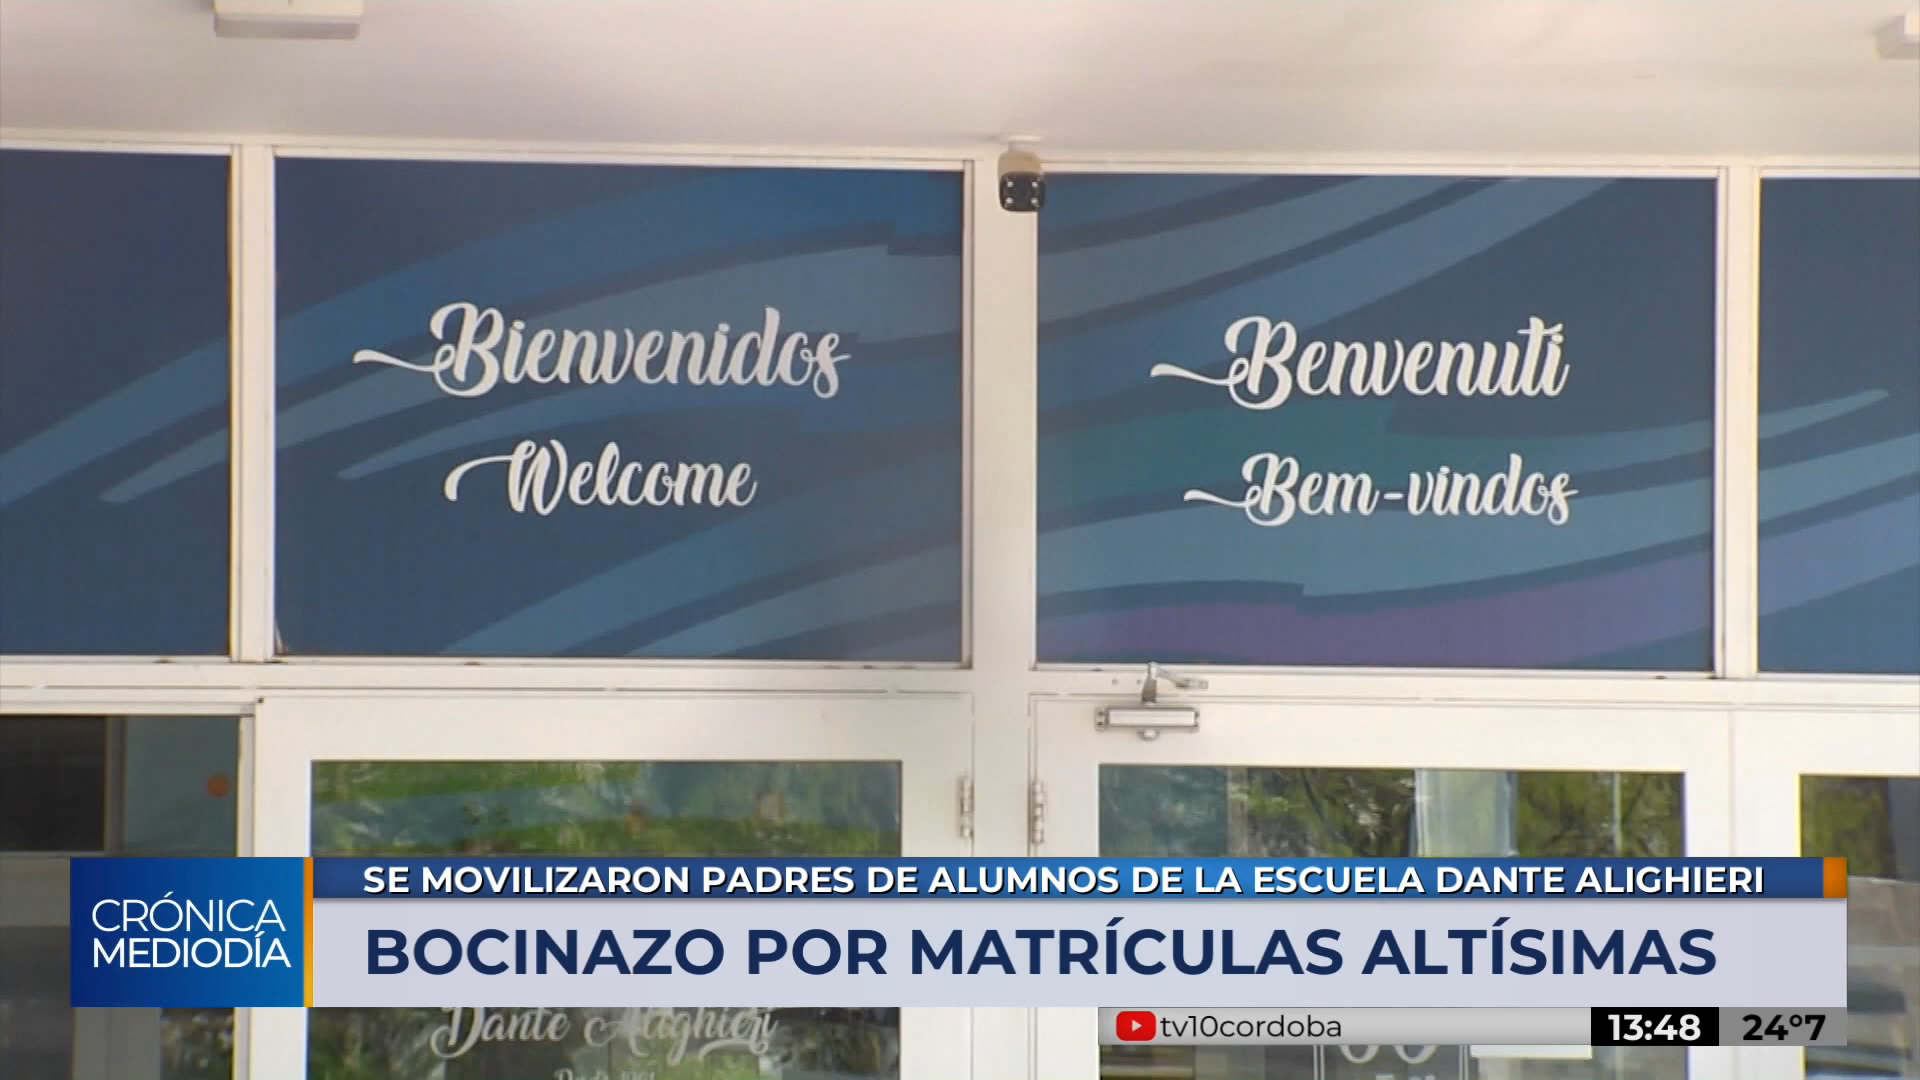 Bienvenidos
Welcome
Benvenuti
Bem-vindos
SE MOVILIZARON PADRES DE ALUMNOS DE LA ESCUELA DANTE ALIGHIERI
CRÓNICA
MEDIODÍA
BOCINAZO POR MATRÍCULAS ALTÍSIMAS
Dante Alighieri
tv10cordoba
13:48
24°7